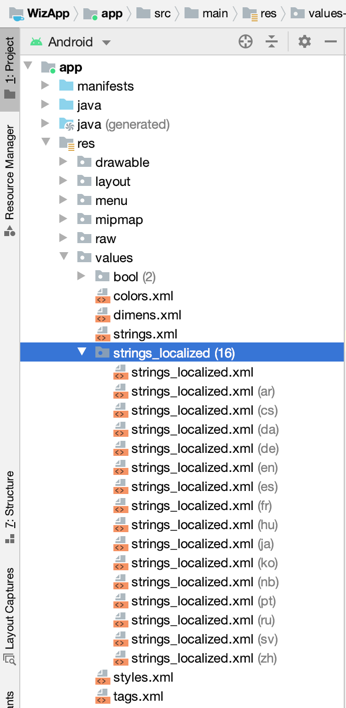 WizApp app src main res values-
Android
1: Project
Resource Manager
7: Structure
Layout Captures
nts
app
manifests
java
java (generated)
res
drawable
layout
menu
mipmap
raw
values
bool (2)
colors.xml
dimens.xml
strings.xml
strings_localized (16)
strings_localized.xml
strings_localized.xml (ar)
strings_localized.xml (cs)
strings_localized.xml (da)
strings_localized.xml (de)
strings_localized.xml (en)
strings_localized.xml (es)
strings_localized.xml (fr)
strings_localized.xml (hu)
strings_localized.xml (ja)
strings_localized.xml (ko)
strings_localized.xml (nb)
strings_localized.xml (pt)
strings_localized.xml (ru)
strings_localized.xml (sv)
strings_localized.xml (zh)
styles.xml
tags.xml